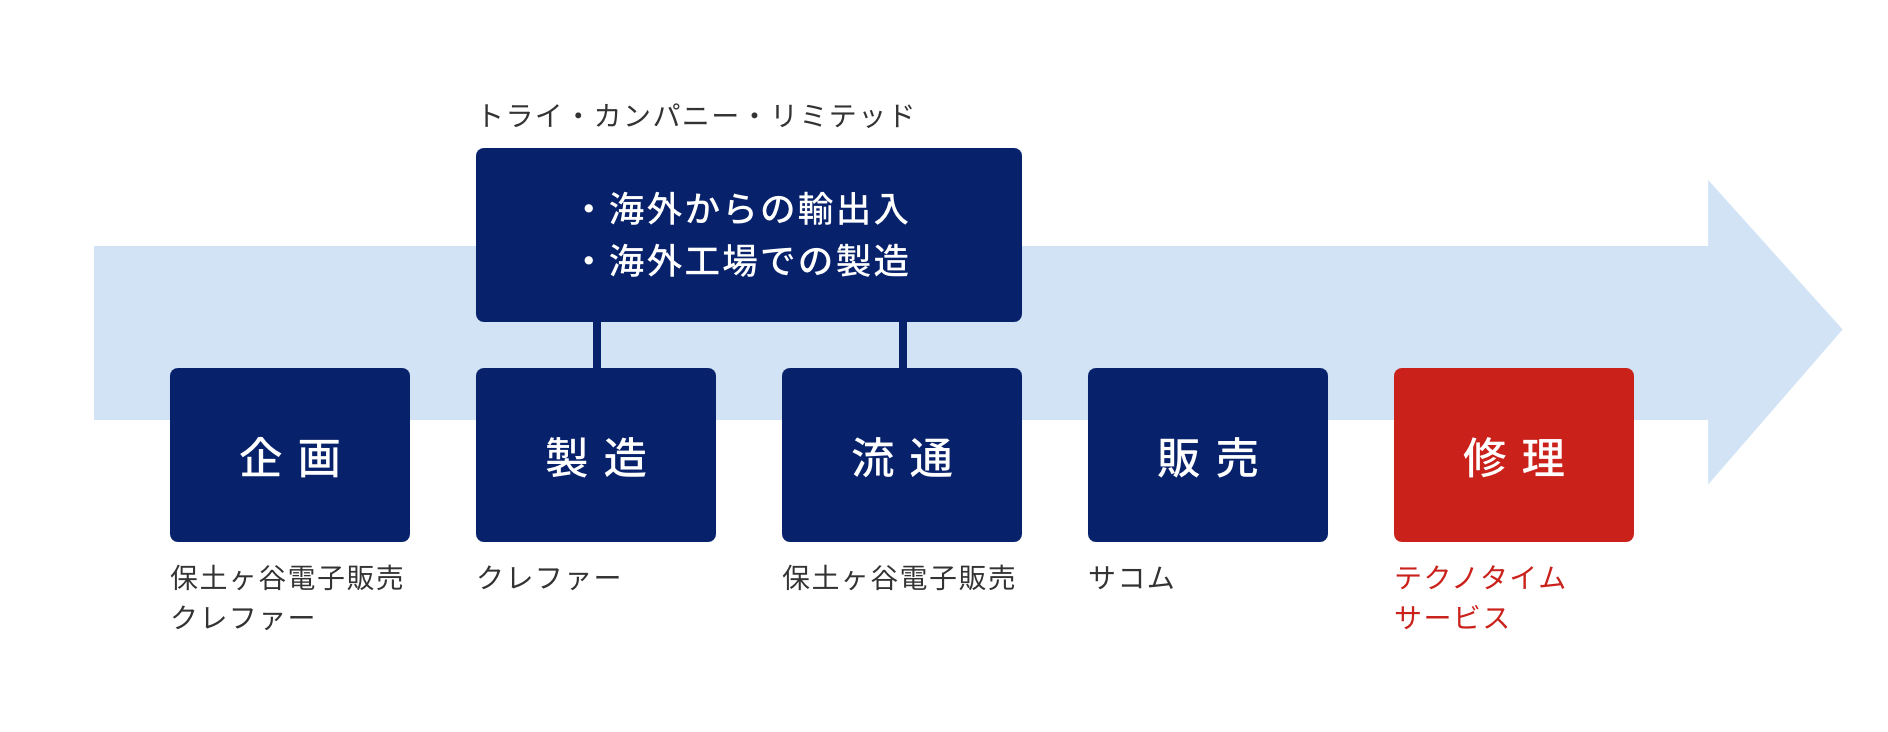 トライ・カンパニー・リミテッド
・海外からの輸出入
・海外工場での製造
企画
保土ヶ谷電子販売
クレファー
製造
クレファー
流通
保土ヶ谷電子販売
販売
サコム
修理
テクノタイム
サービス